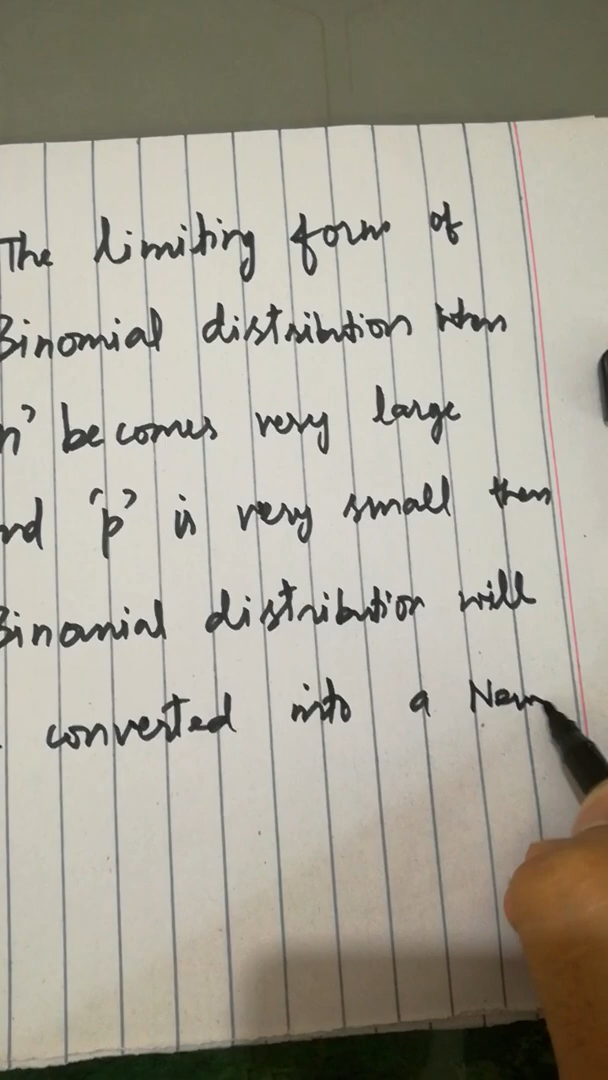 The limiting form of
Binomial distribution when
n' becomes very large
nd 'p' is very small then
Binomial distribution will
converted into a